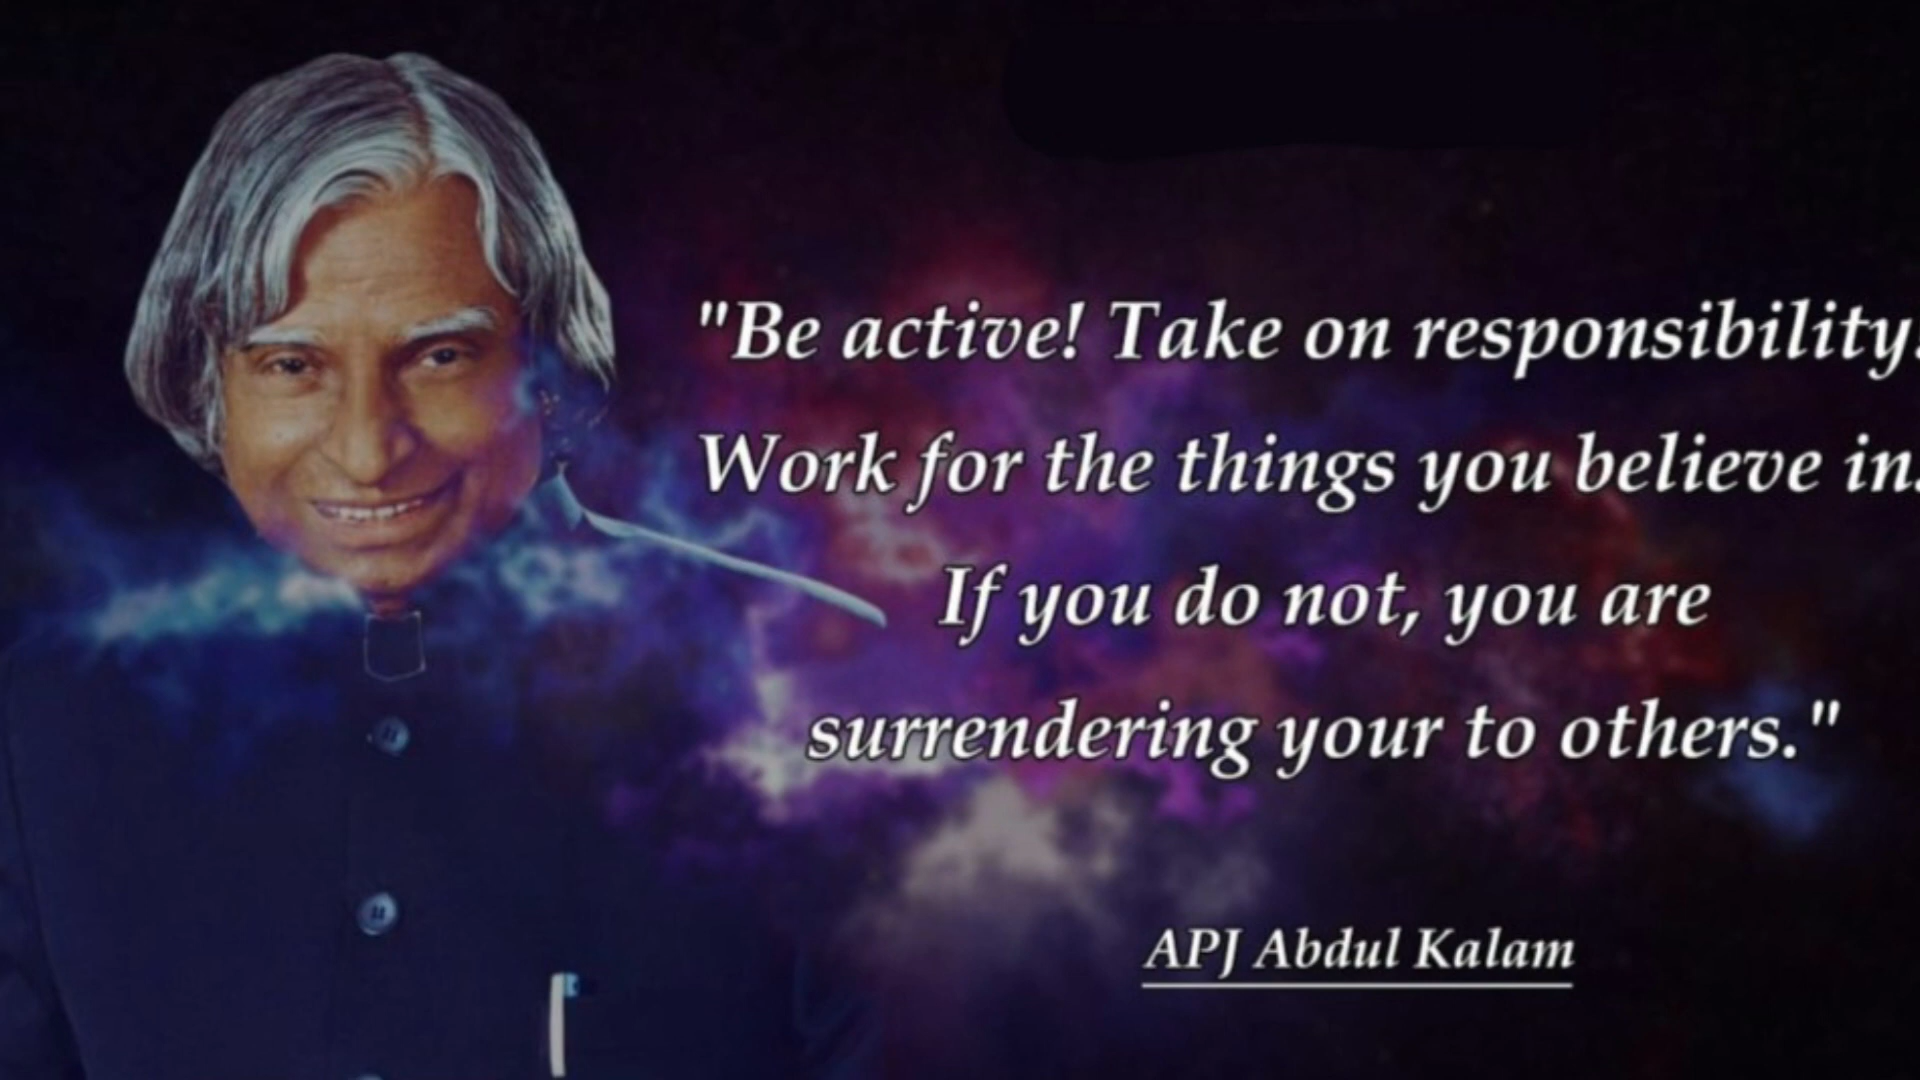 "Be active! Take on responsibility!
Work for the things you believe in.
If you do not, you are
surrendering your to others."
APJ Abdul Kalam